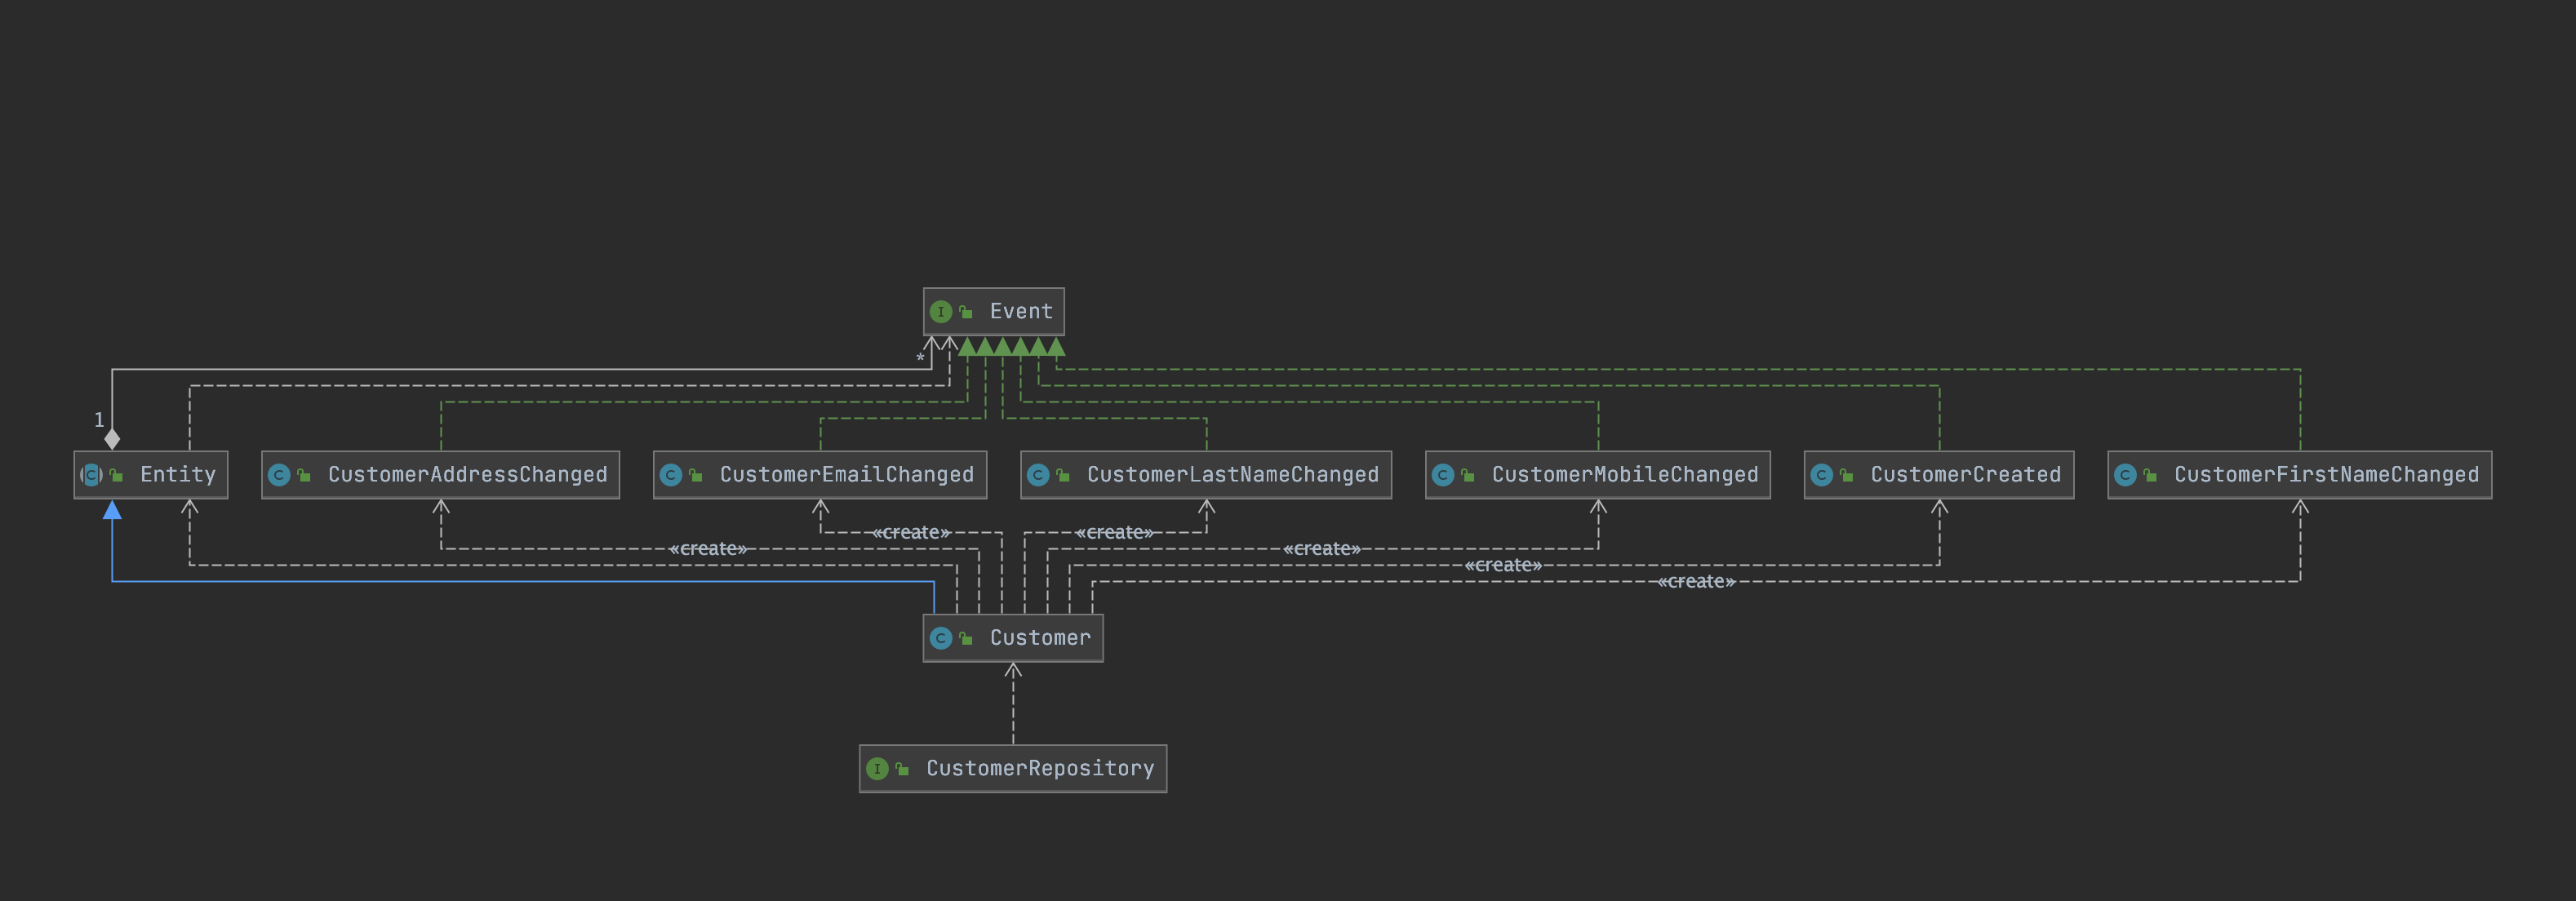 Event
*
1
Entity
CustomerAddressChanged
CustomerEmailChanged
CustomerLastNameChanged
CustomerMobileChanged
CustomerCreated
CustomerFirstNameChanged
«create»
«create»
«create»
«create»
«create»
«create»
Customer
CustomerRepository